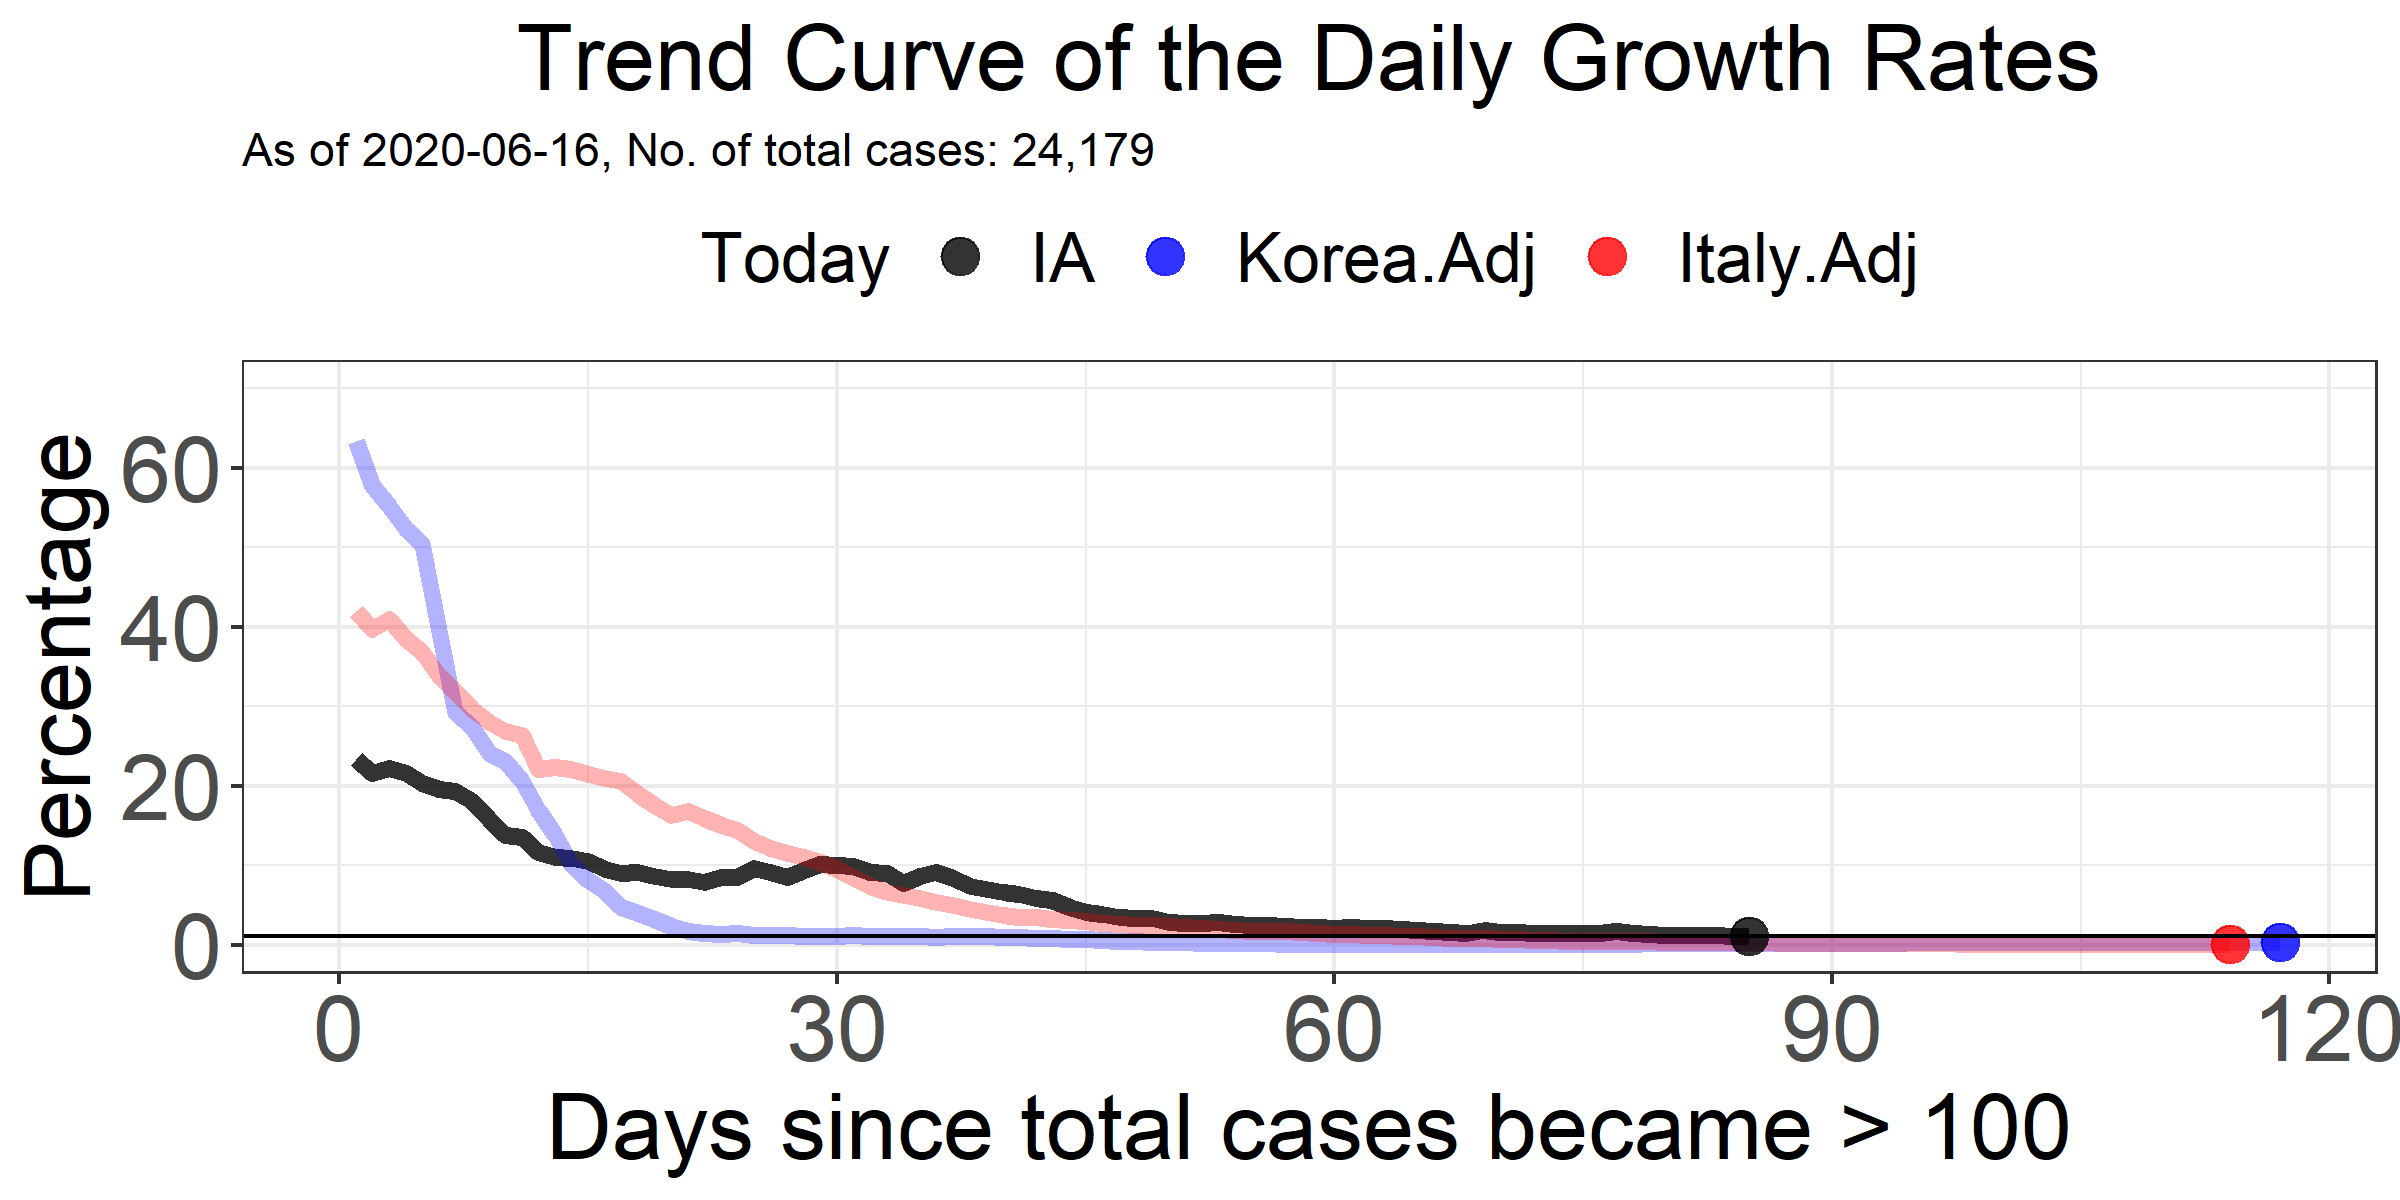 Trend Curve of the Daily Growth Rates
As of 2020-06-16, No. of total cases: 24,179
Today IA Korea.Adj Italy.Adj
Percentage
60
40
20
0
0 30 60 90 120
Days since total cases became > 100